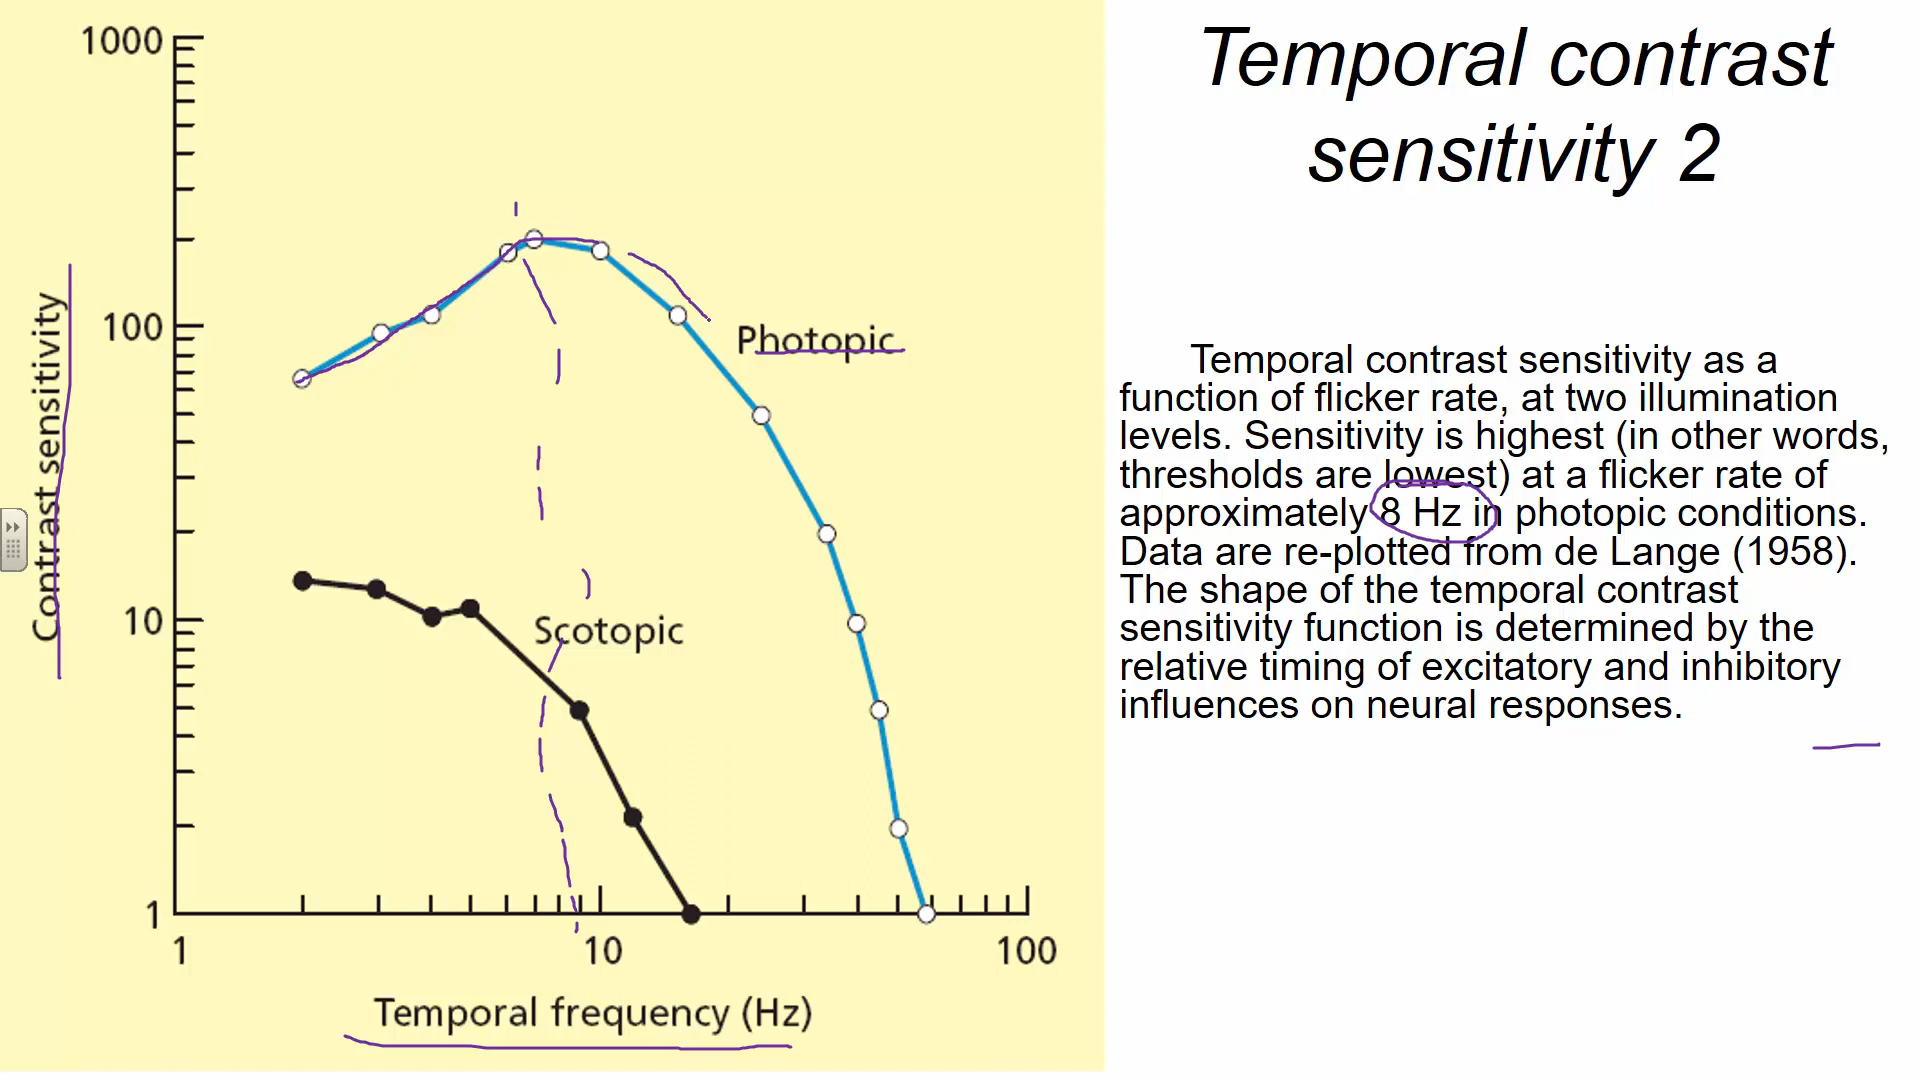 Temporal contrast
sensitivity 2
1000
100
10
1
Contrast sensitivity
Photopic
Scotopic
1
10
100
Temporal frequency (Hz)
Temporal contrast sensitivity as a
function of flicker rate, at two illumination
levels. Sensitivity is highest (in other words,
thresholds are lowest) at a flicker rate of
approximately 8 Hz in photopic conditions.
Data are re-plotted from de Lange (1958).
The shape of the temporal contrast
sensitivity function is determined by the
relative timing of excitatory and inhibitory
influences on neural responses.